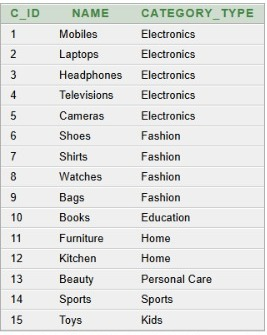 C_ID NAME CATEGORY_TYPE
1 Mobiles Electronics
2 Laptops Electronics
3 Headphones Electronics
4 Televisions Electronics
5 Cameras Electronics
6 Shoes Fashion
7 Shirts Fashion
8 Watches Fashion
9 Bags Fashion
10 Books Education
11 Furniture Home
12 Kitchen Home
13 Beauty Personal Care
14 Sports Sports
15 Toys Kids